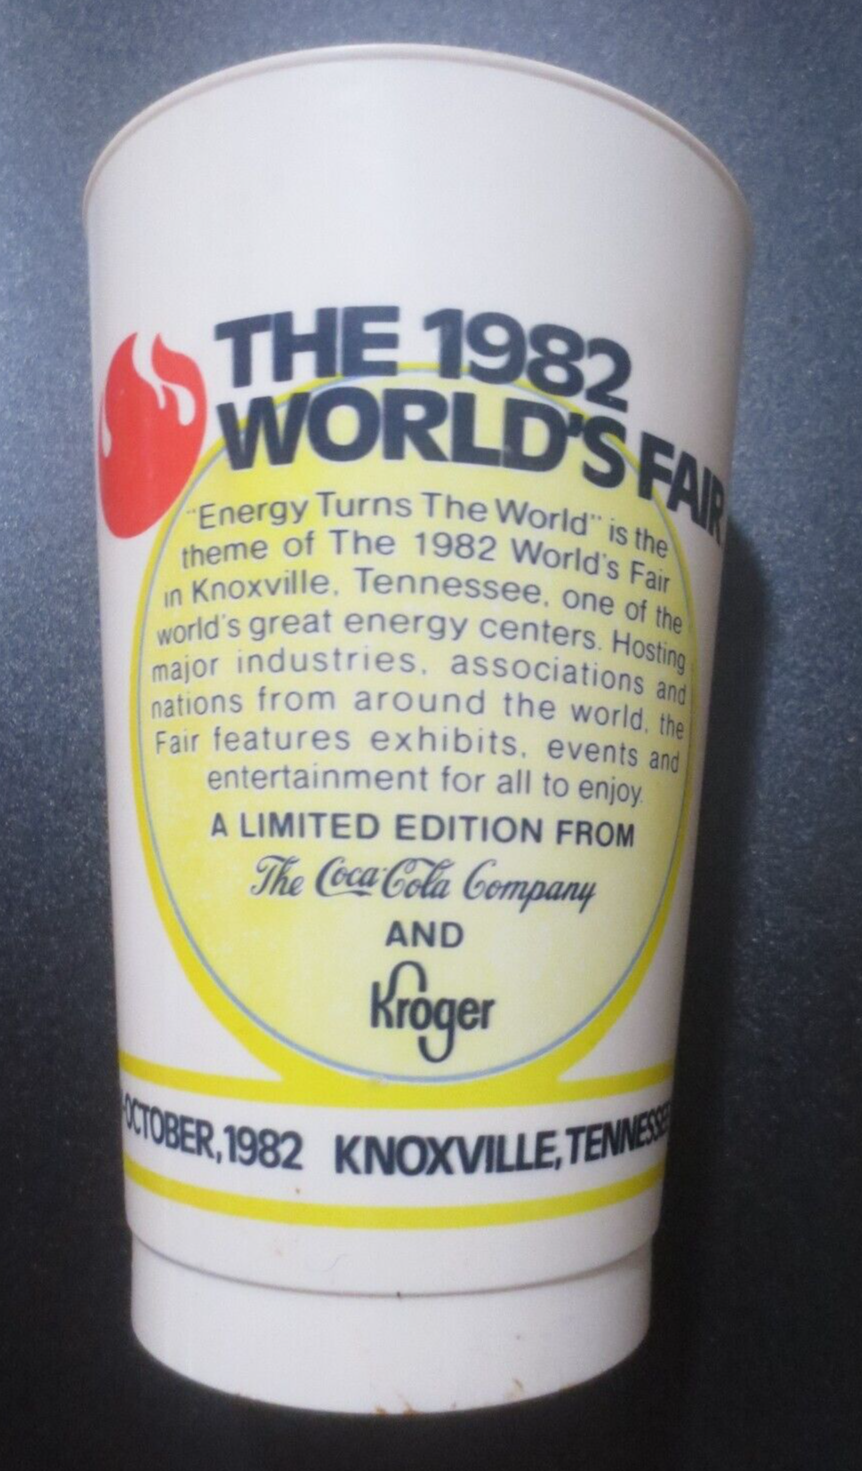 THE 1982
WORLD'S FAIR
"Energy Turns The World" is the
theme of The 1982 World's Fair
in Knoxville, Tennessee, one of the
world's great energy centers. Hosting
major industries, associations and
nations from around the world, the
Fair features exhibits, events and
entertainment for all to enjoy.
A LIMITED EDITION FROM
The Coca-Cola Company
AND
Kroger
-OCTOBER, 1982 KNOXVILLE, TENNESSEE